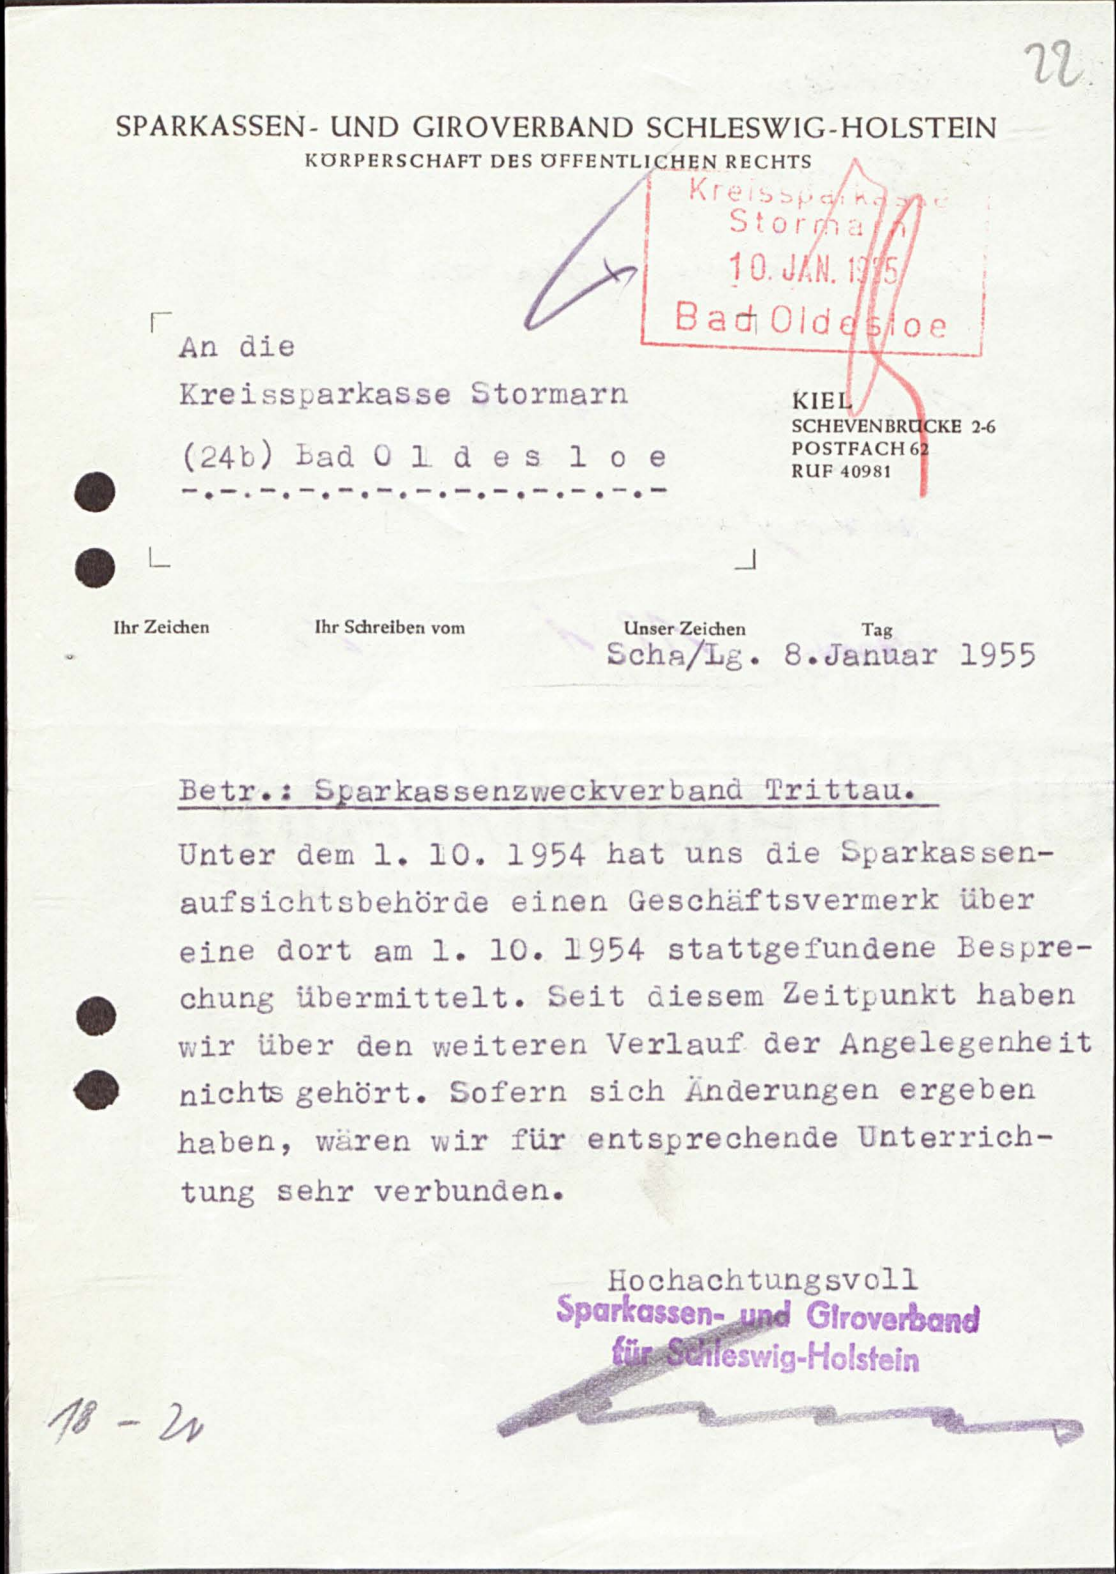 22
SPARKASSEN- UND GIROVERBAND SCHLESWIG-HOLSTEIN
KÖRPERSCHAFT DES ÖFFENTLICHEN RECHTS
Kreissparkasse
Stormarn
10. JAN. 1955
Bad Oldesloe
An die
Kreissparkasse Stormarn
(24b) Bad O l d e s l o e
-.-.-.-.-.-.-.-.-.-.-.-.-
KIEL
SCHEVENBRÜCKE 2-6
POSTFACH 62
RUF 40981
Ihr Zeichen Ihr Schreiben vom Unser Zeichen Tag
Scha/Lg. 8.Januar 1955
Betr.: Sparkassenzweckverband Trittau.
Unter dem 1. 10. 1954 hat uns die Sparkassen-
aufsichtsbehörde einen Geschäftsvermerk über
eine dort am 1. 10. 1954 stattgefundene Bespre-
chung übermittelt. Seit diesem Zeitpunkt haben
wir über den weiteren Verlauf der Angelegenheit
nichts gehört. Sofern sich Änderungen ergeben
haben, wären wir für entsprechende Unterrich-
tung sehr verbunden.
Hochachtungsvoll
Sparkassen- und Giroverband
für Schleswig-Holstein
18 - 20